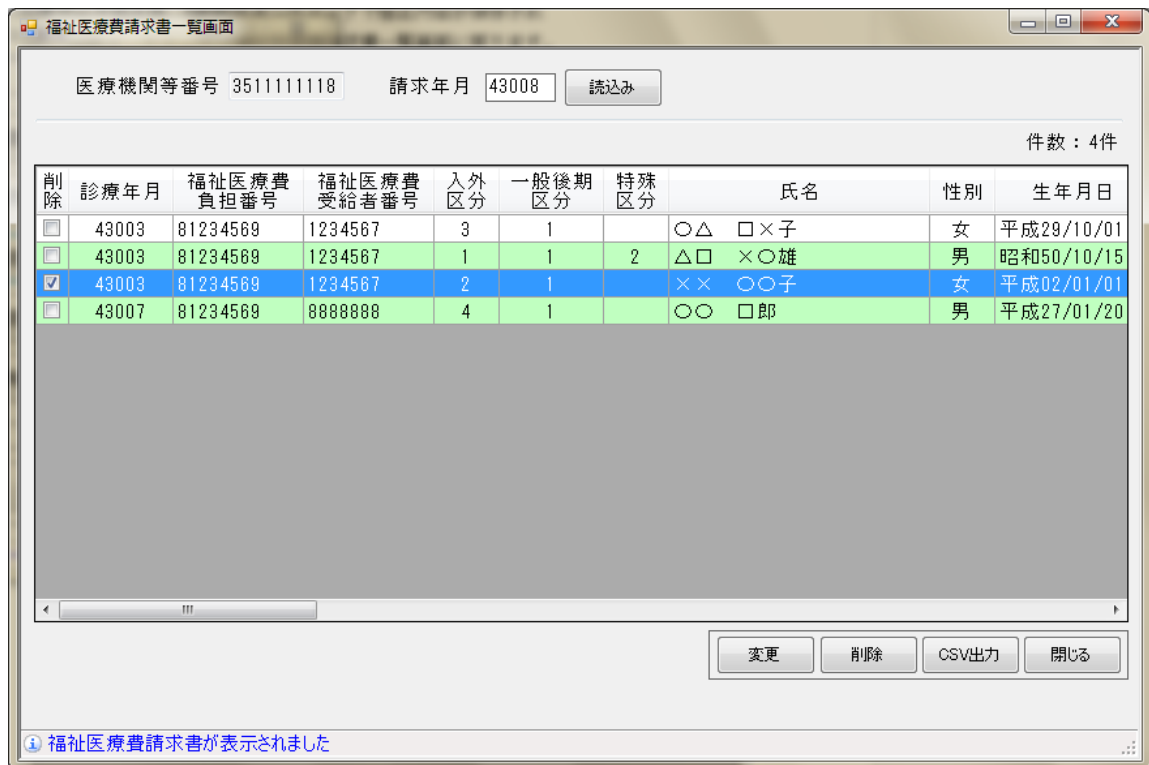 福祉医療費請求書一覧画面
医療機関等番号 3511111118 請求年月 43008 読込み
件数：4件
削除 診療年月 福祉医療費負担番号 福祉医療費受給者番号 入外区分 一般後期区分 特殊区分 氏名 性別 生年月日
43003 81234569 1234567 3 1 ○△ □×子 女 平成29/10/01
43003 81234569 1234567 1 1 2 △□ ×○雄 男 昭和50/10/15
43003 81234569 1234567 2 1 ×× ○○子 女 平成02/01/01
43007 81234569 8888888 4 1 ○○ □郎 男 平成27/01/20
変更 削除 CSV出力 閉じる
福祉医療費請求書が表示されました